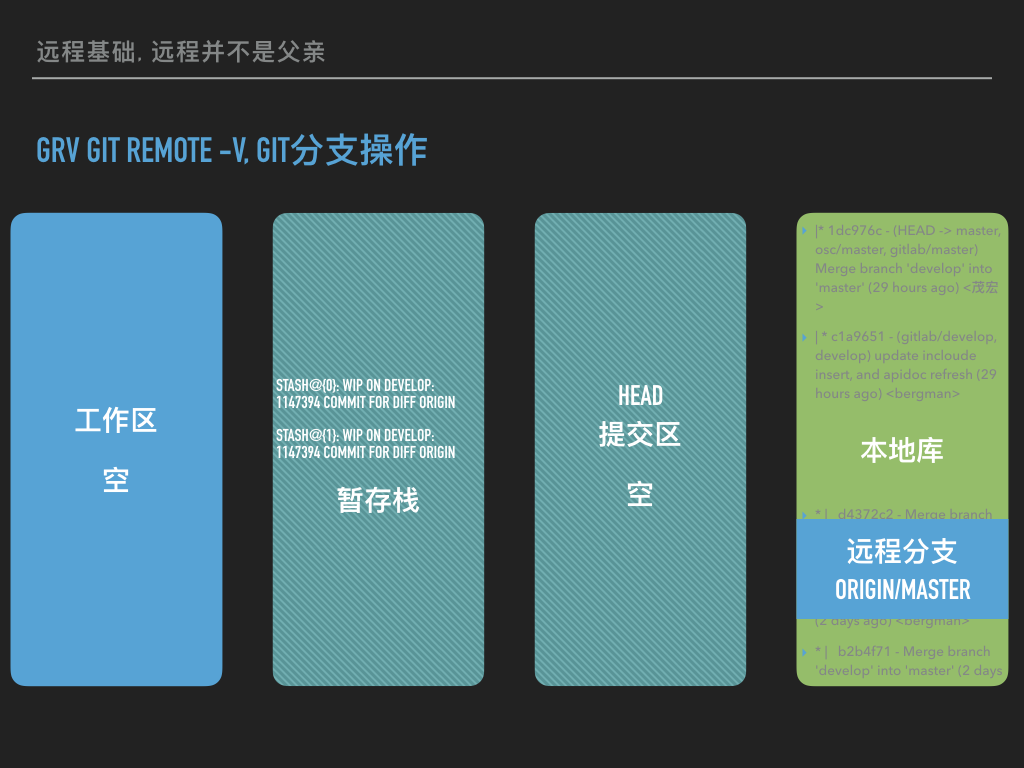 远程基础, 远程并不是父亲
GRV GIT REMOTE -V, GIT分支操作
工作区
空
STASH@{0}: WIP ON DEVELOP:
1147394 COMMIT FOR DIFF ORIGIN
STASH@{1}: WIP ON DEVELOP:
1147394 COMMIT FOR DIFF ORIGIN
暂存栈
HEAD
提交区
空
|* 1dc976c - (HEAD -> master,
osc/master, gitlab/master)
Merge branch 'develop' into
'master' (29 hours ago) <茂宏
>
| * c1a9651 - (gitlab/develop,
develop) update incloude
insert, and apidoc refresh (29
hours ago) <bergman>
本地库
* | d4372c2 - Merge branch
远程分支
ORIGIN/MASTER
(2 days ago) <bergman>
* | b2b4f71 - Merge branch
'develop' into 'master' (2 days